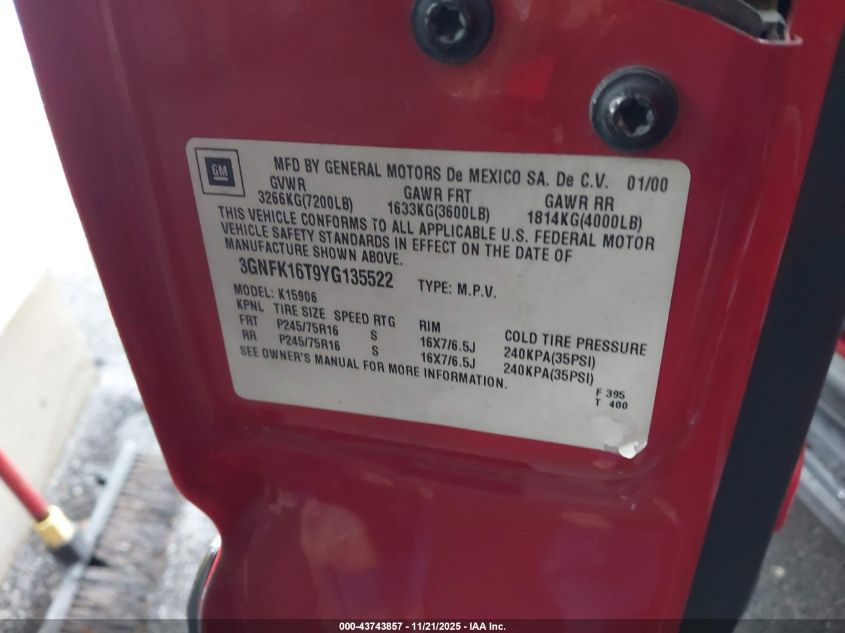 GM
MFD BY GENERAL MOTORS De MEXICO SA. De C.V. 01/00
GVWR GAWR FRT GAWR RR
3266KG(7200LB) 1633KG(3600LB) 1814KG(4000LB)
THIS VEHICLE CONFORMS TO ALL APPLICABLE U.S. FEDERAL MOTOR
VEHICLE SAFETY STANDARDS IN EFFECT ON THE DATE OF
MANUFACTURE SHOWN ABOVE.
3GNFK16T9YG135522 TYPE: M.P.V.
MODEL: K15906
KPNL TIRE SIZE SPEED RTG RIM COLD TIRE PRESSURE
FRT P245/75R16 S 16X7/6.5J 240KPA(35PSI)
RR P245/75R16 S 16X7/6.5J 240KPA(35PSI)
SEE OWNER'S MANUAL FOR MORE INFORMATION.
F 395
T 400
000-43743857 - 11/21/2025 - IAA Inc.